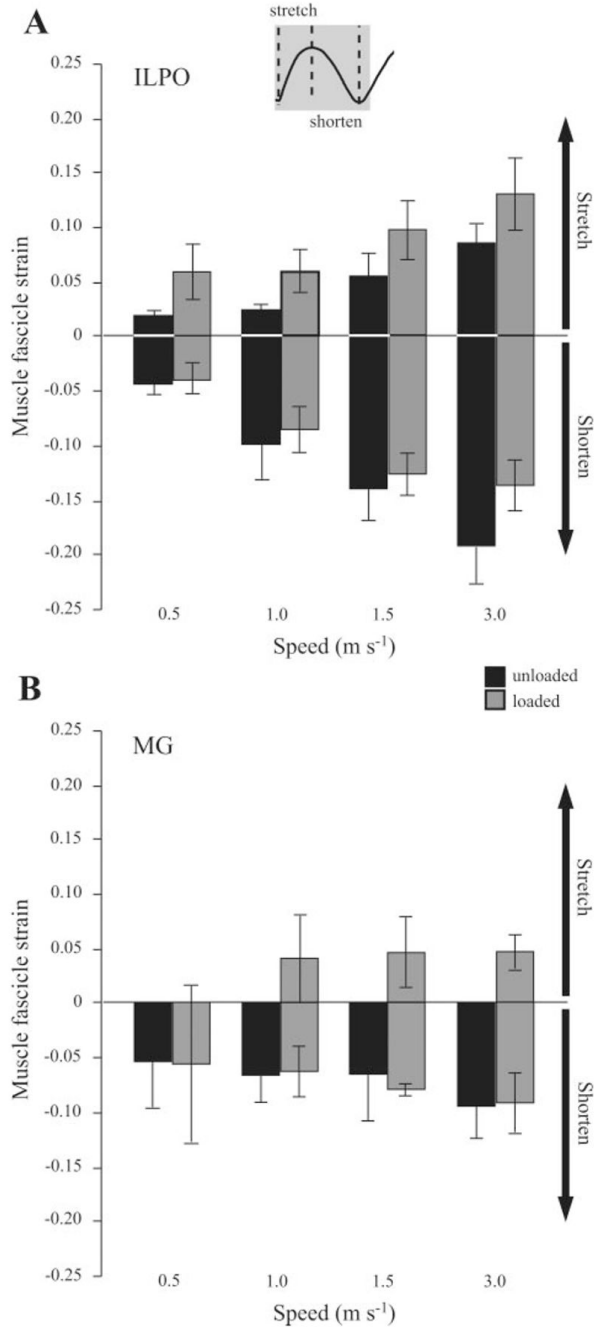 A
stretch
shorten
ILPO
0.25
0.20
0.15
0.10
0.05
0
-0.05
-0.10
-0.15
-0.20
-0.25
Muscle fascicle strain
Stretch
Shorten
0.5 1.0 1.5 3.0
Speed (m s-1)
unloaded
loaded
B
MG
0.25
0.20
0.15
0.10
0.05
0
-0.05
-0.10
-0.15
-0.20
-0.25
Muscle fascicle strain
Stretch
Shorten
0.5 1.0 1.5 3.0
Speed (m s-1)